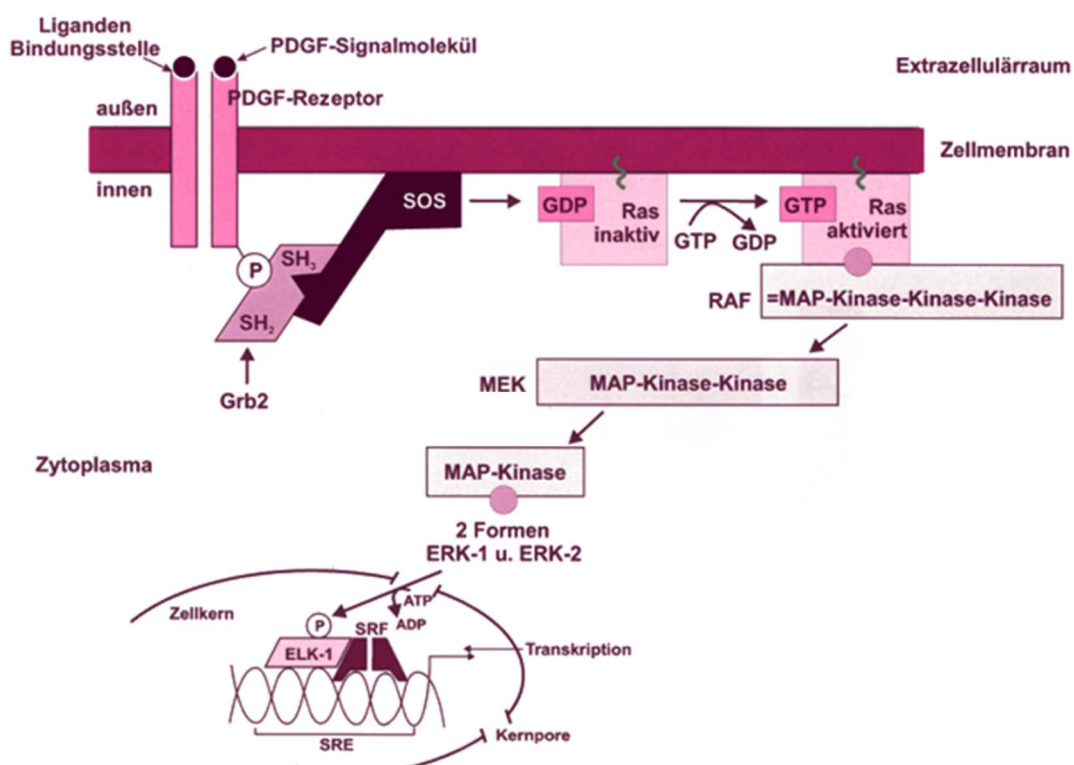 Liganden
Bindungsstelle
PDGF-Signalmolekül
Extrazellulärraum
PDGF-Rezeptor
außen
Zellmembran
innen
SOS
GDP
Ras
inaktiv
GTP
GDP
GTP
Ras
aktiviert
P
SH3
SH2
Grb2
RAF
=MAP-Kinase-Kinase-Kinase
MEK
MAP-Kinase-Kinase
Zytoplasma
MAP-Kinase
2 Formen
ERK-1 u. ERK-2
Zellkern
ATP
ADP
P
SRF
ELK-1
Transkription
SRE
Kernpore